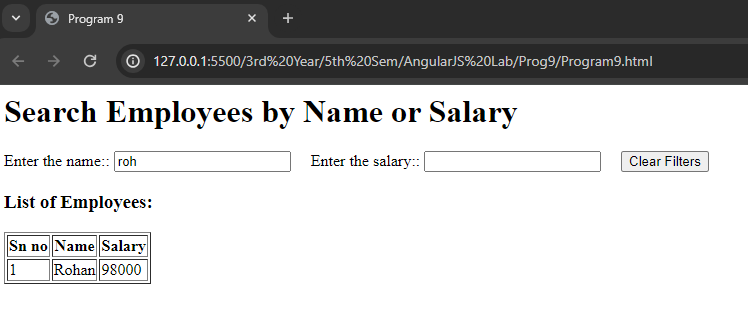 Program 9
127.0.0.1:5500/3rd%20Year/5th%20Sem/AngularJS%20Lab/Prog9/Program9.html
Search Employees by Name or Salary
Enter the name:: roh Enter the salary:: Clear Filters
List of Employees:
Sn no Name Salary
1 Rohan 98000